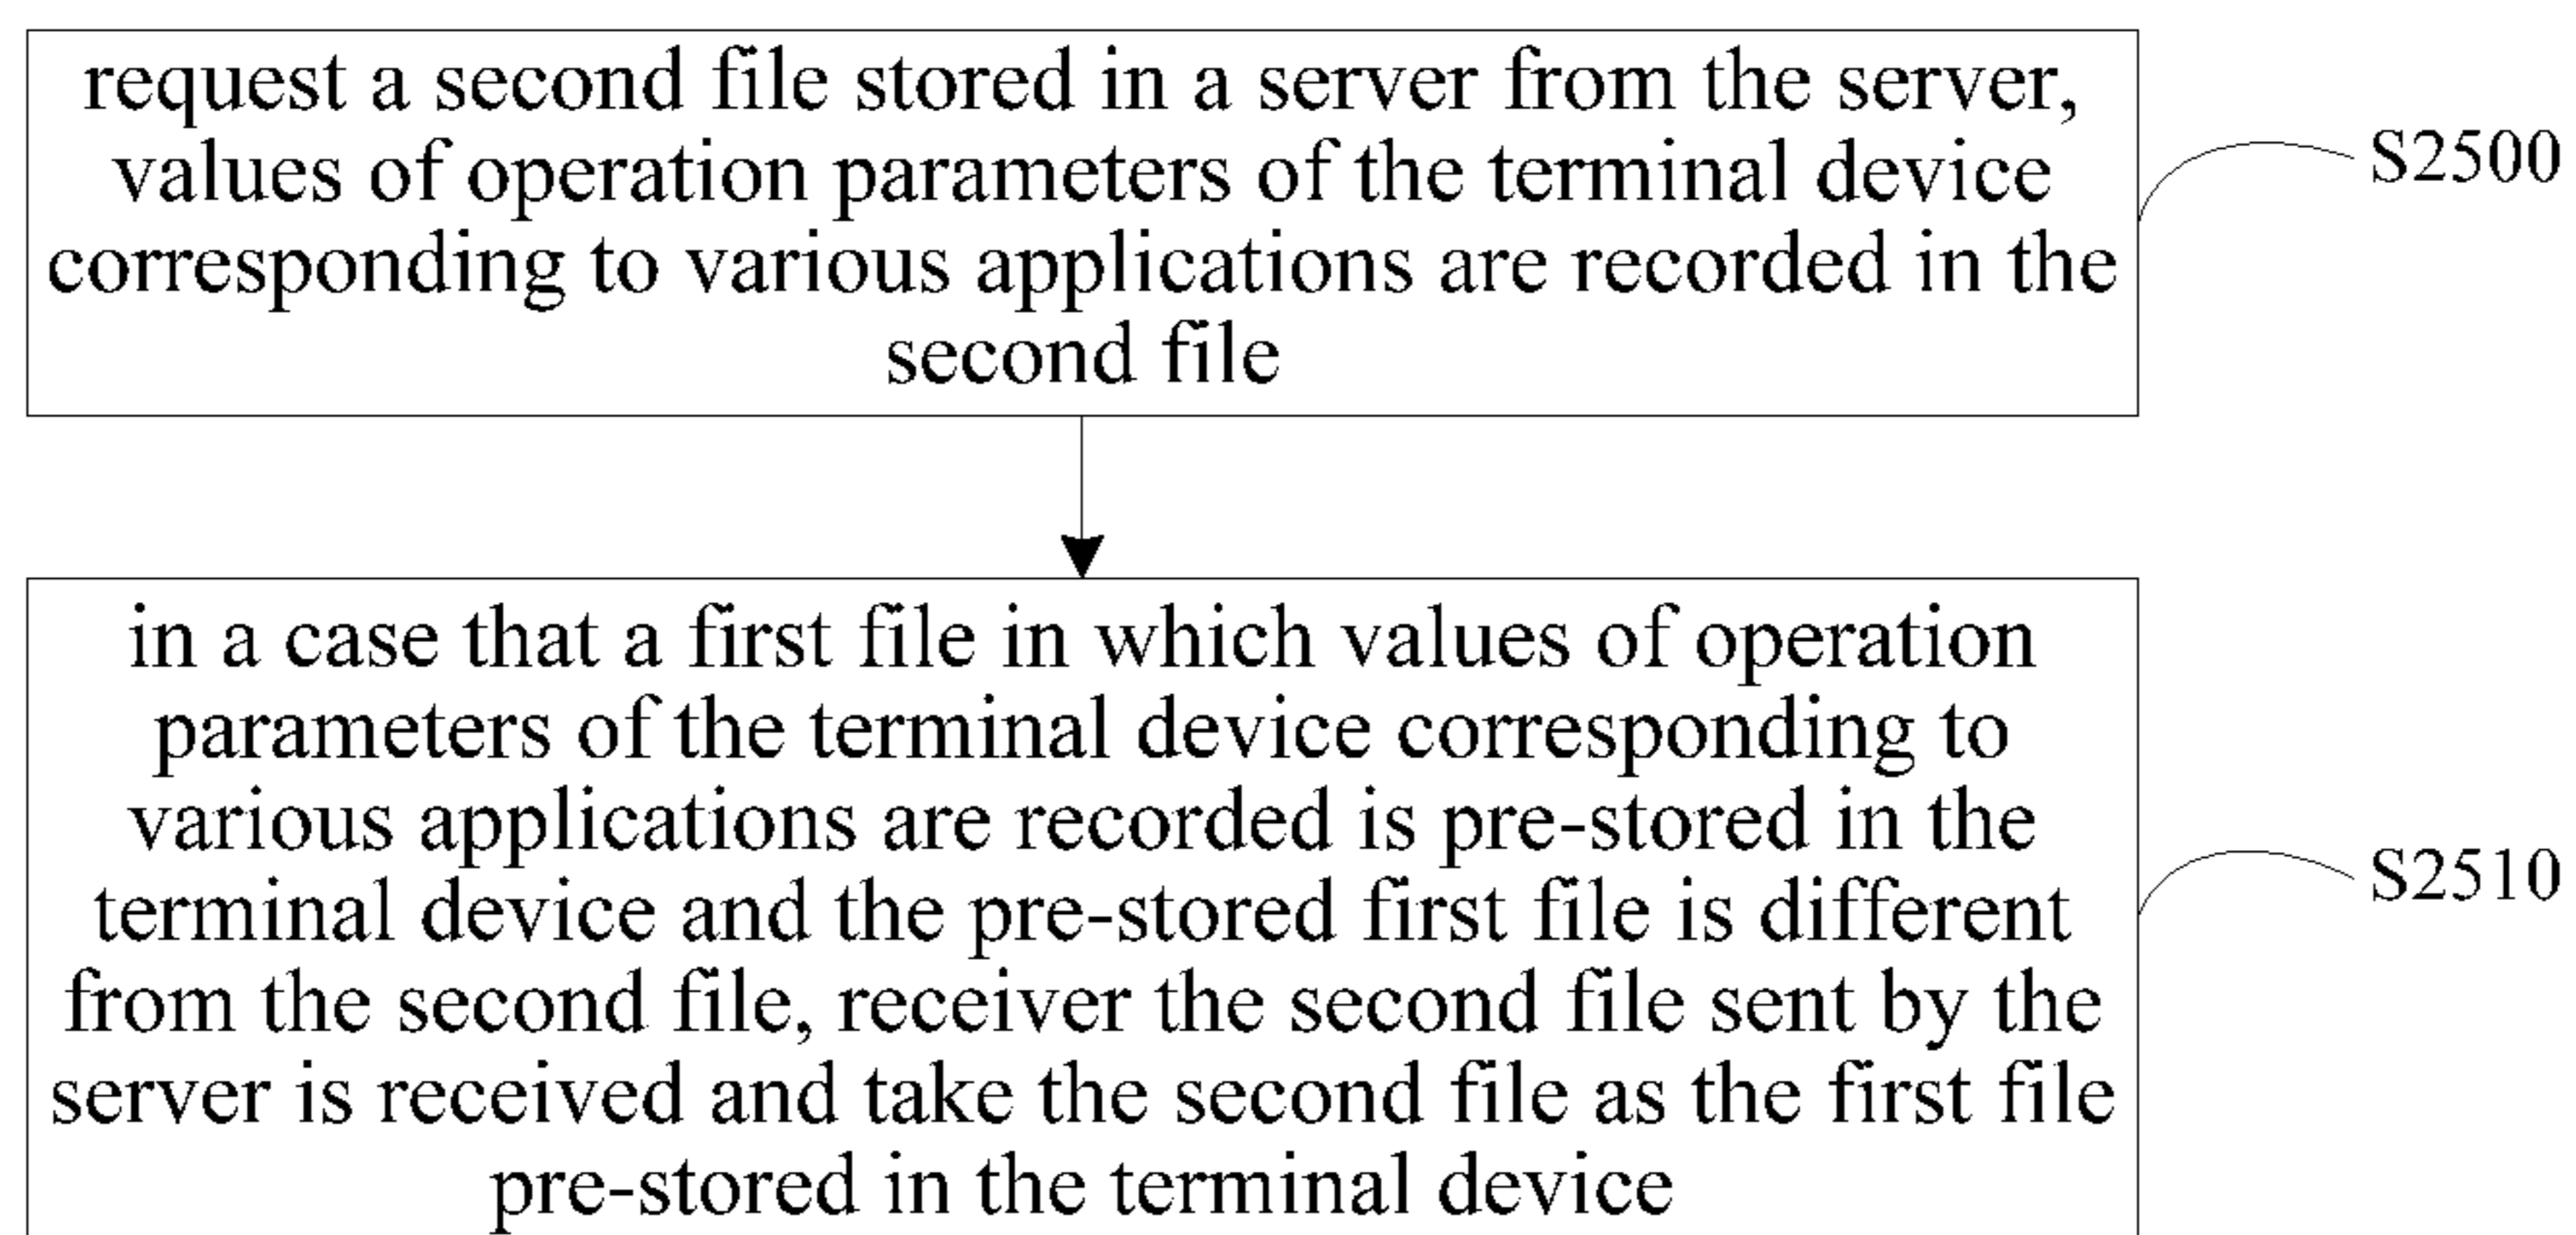 request a second file stored in a server from the server,
values of operation parameters of the terminal device
corresponding to various applications are recorded in the
second file
S2500
in a case that a first file in which values of operation
parameters of the terminal device corresponding to
various applications are recorded is pre-stored in the
terminal device and the pre-stored first file is different
from the second file, receiver the second file sent by the
server is received and take the second file as the first file
pre-stored in the terminal device
S2510